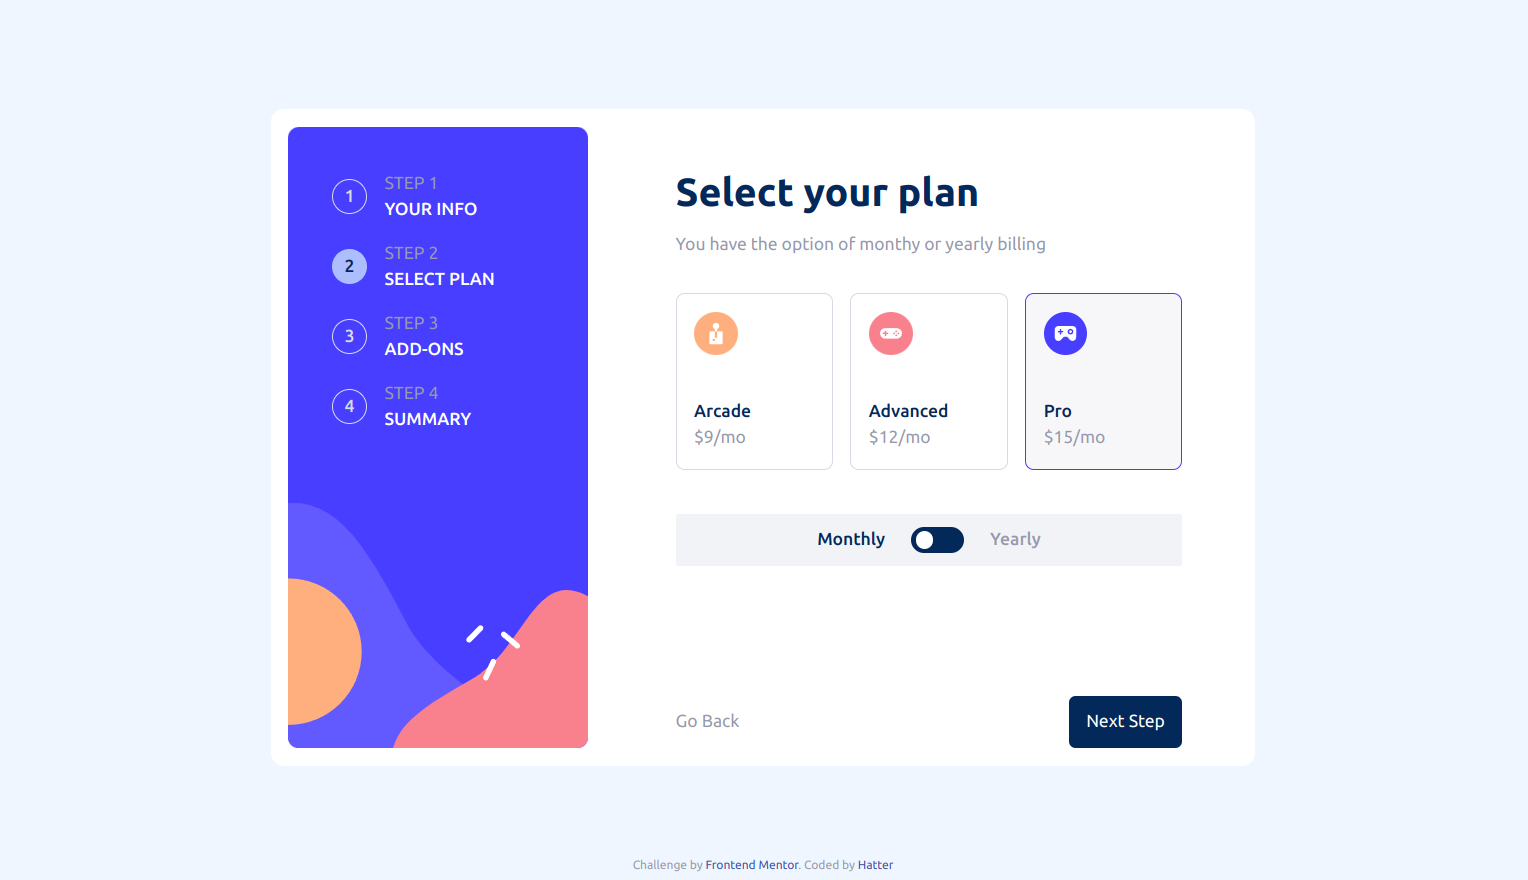 1
STEP 1
YOUR INFO
2
STEP 2
SELECT PLAN
3
STEP 3
ADD-ONS
4
STEP 4
SUMMARY
Select your plan
You have the option of monthy or yearly billing
Arcade
$9/mo
Advanced
$12/mo
Pro
$15/mo
Monthly
Yearly
Go Back
Next Step
Challenge by Frontend Mentor. Coded by Hatter